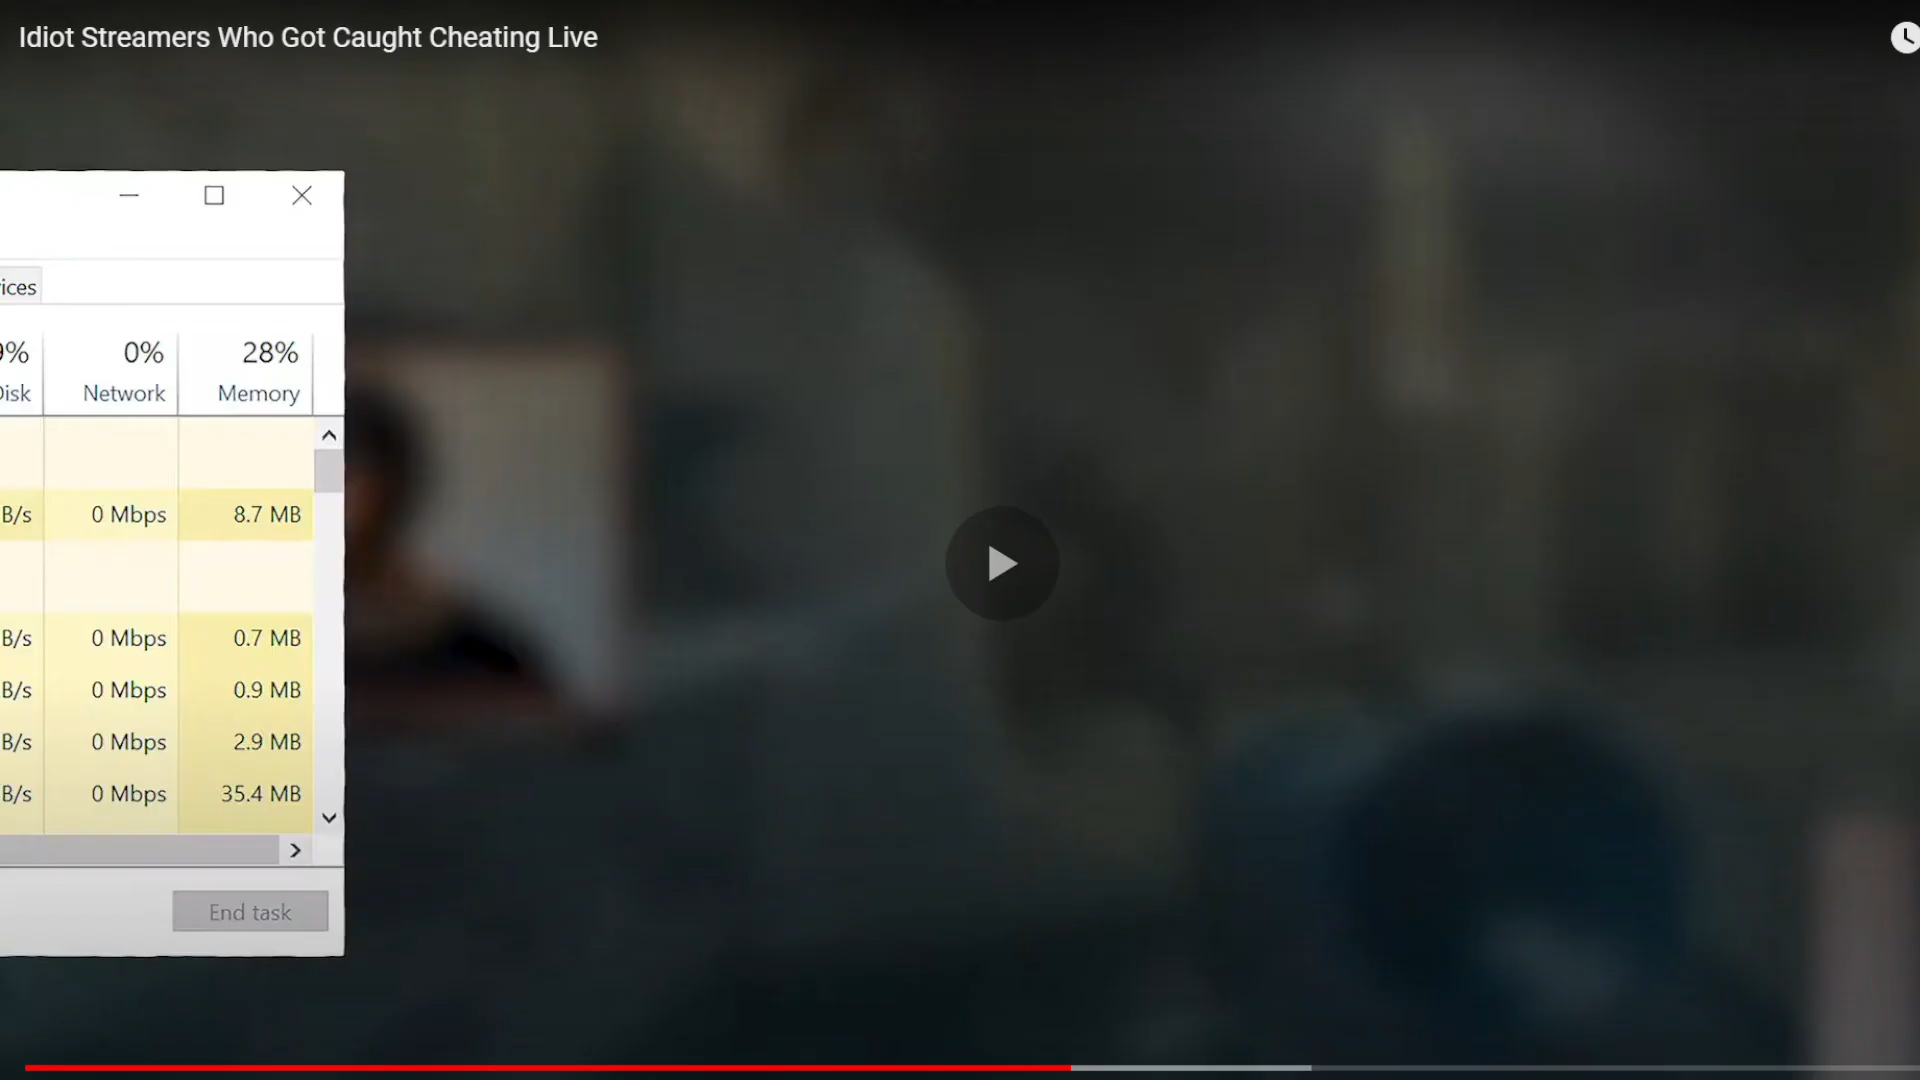 Idiot Streamers Who Got Caught Cheating Live
ices
9% 0% 28%
Disk Network Memory
B/s 0 Mbps 8.7 MB
B/s 0 Mbps 0.7 MB
B/s 0 Mbps 0.9 MB
B/s 0 Mbps 2.9 MB
B/s 0 Mbps 35.4 MB
End task